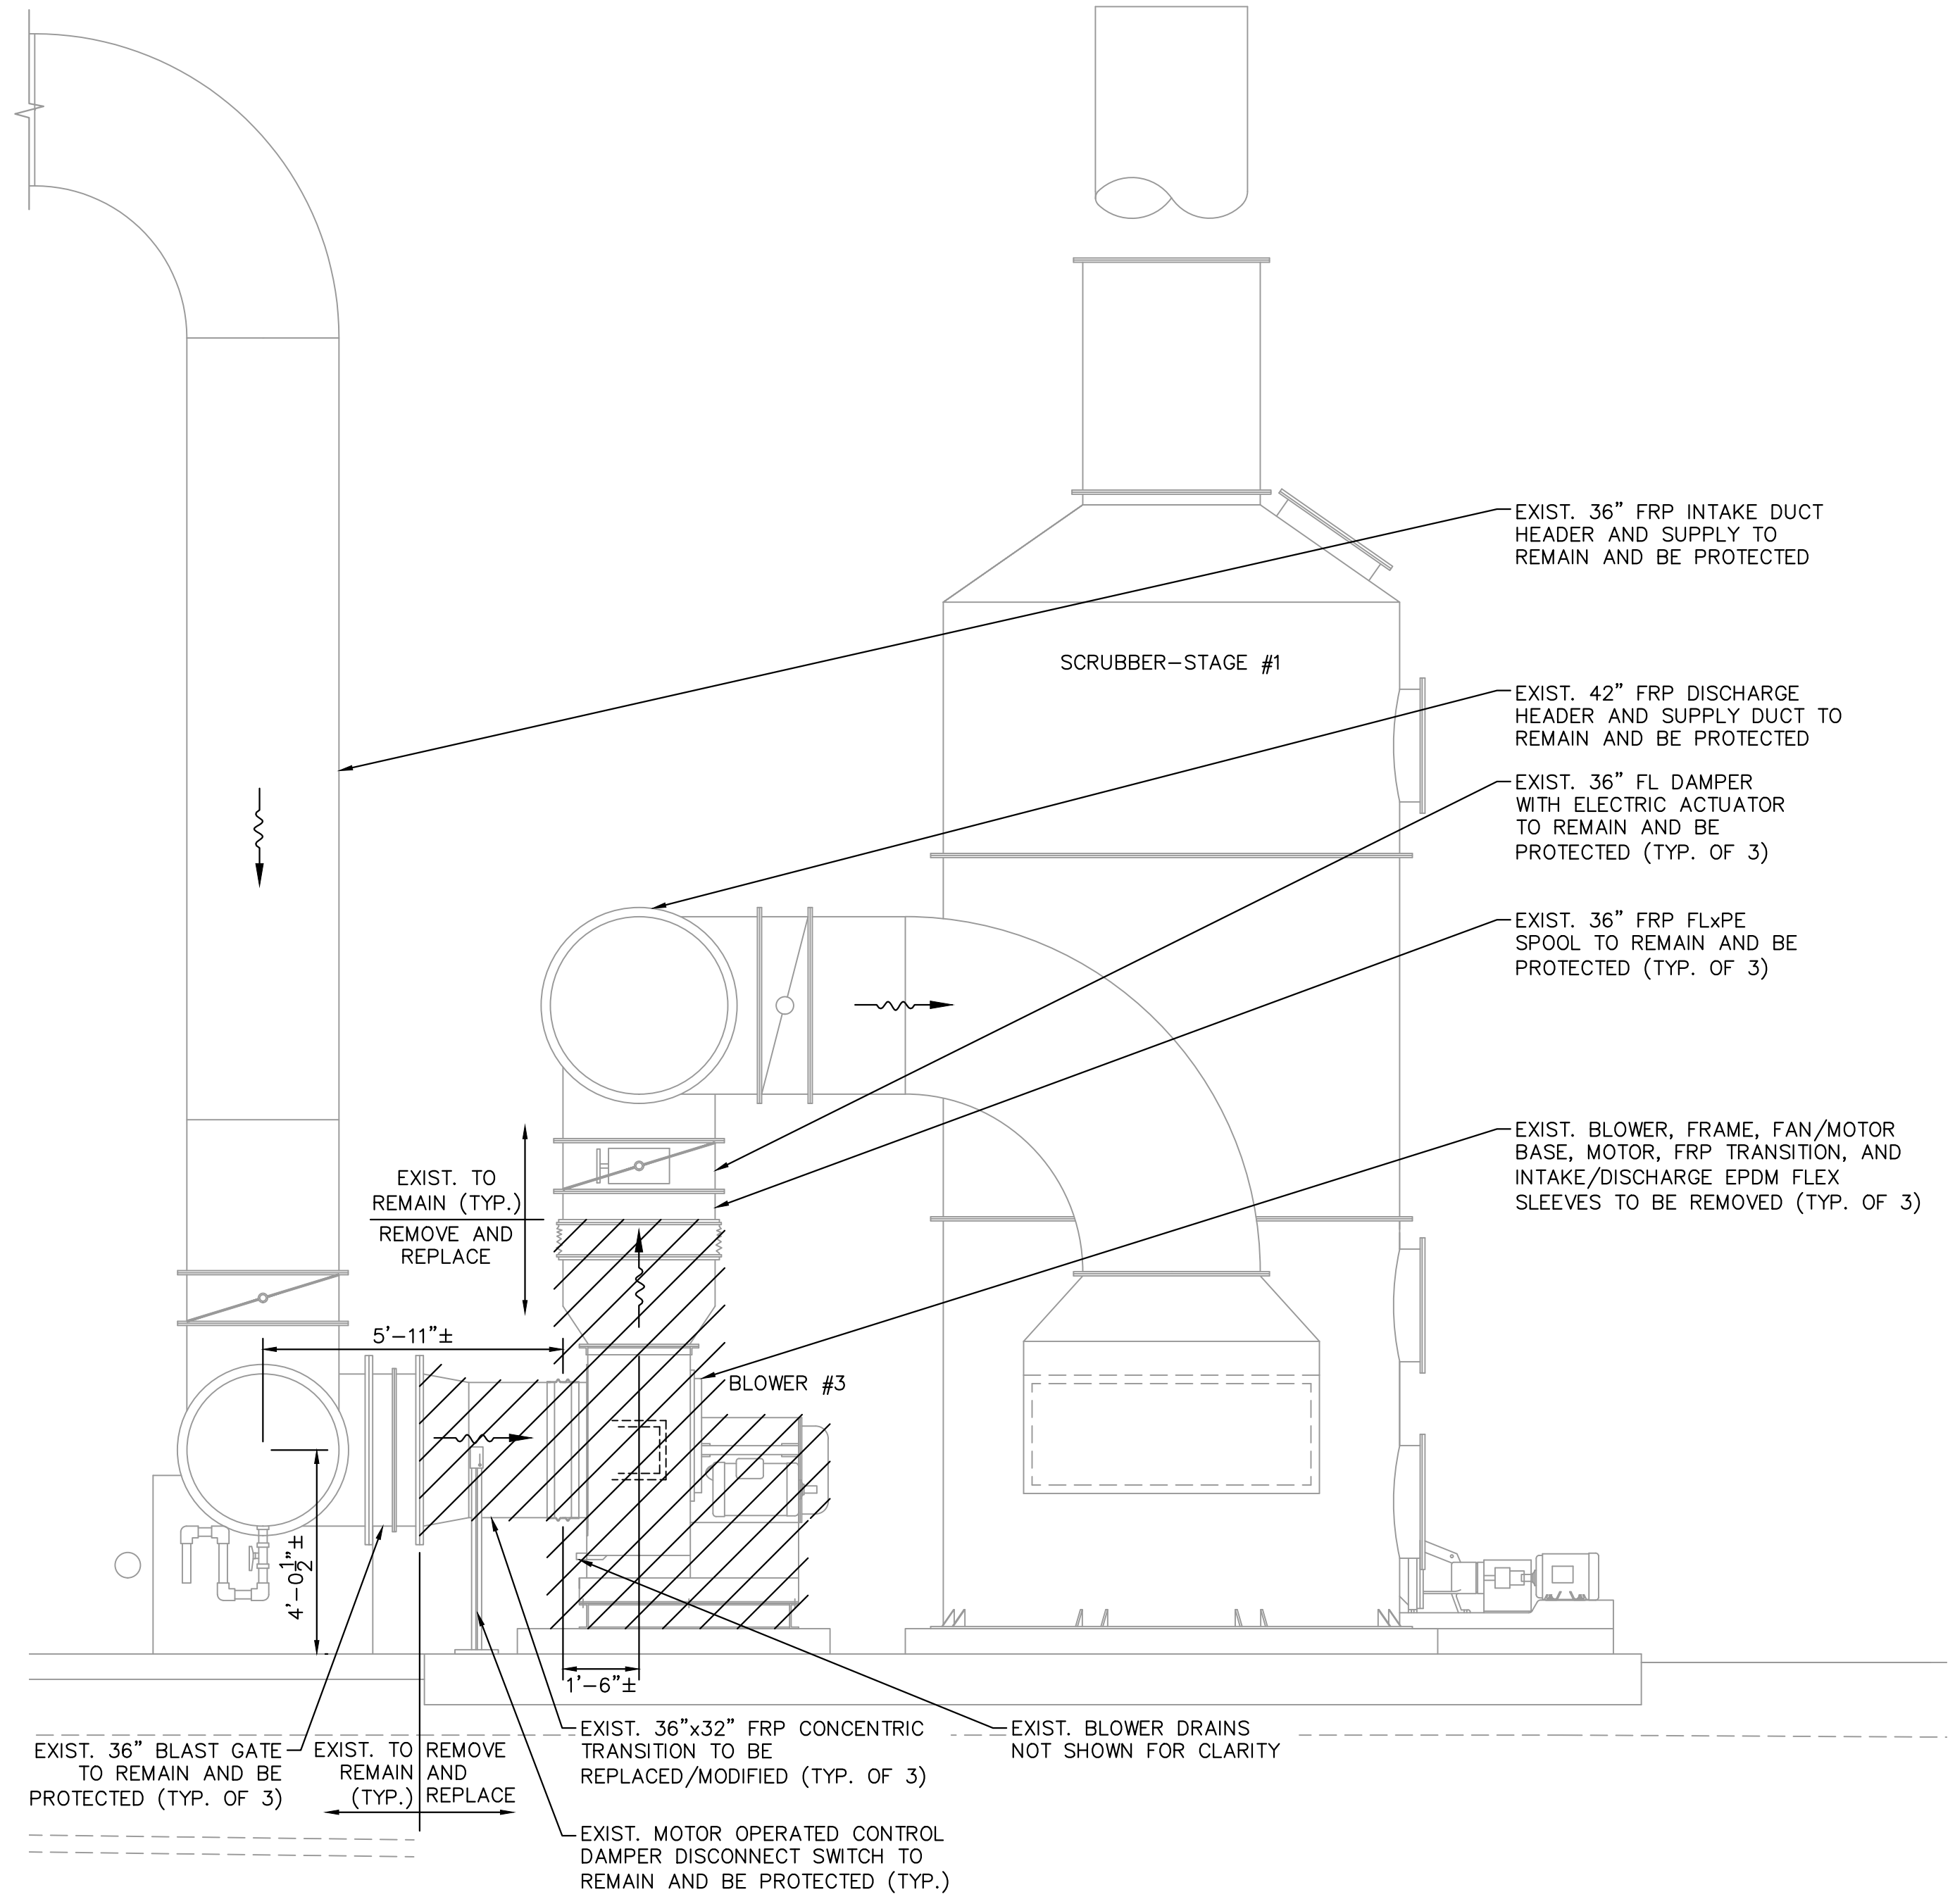 EXIST. 36” FRP INTAKE DUCT
HEADER AND SUPPLY TO
REMAIN AND BE PROTECTED
SCRUBBER-STAGE #1
EXIST. 42” FRP DISCHARGE
HEADER AND SUPPLY DUCT TO
REMAIN AND BE PROTECTED
EXIST. 36” FL DAMPER
WITH ELECTRIC ACTUATOR
TO REMAIN AND BE
PROTECTED (TYP. OF 3)
EXIST. 36” FRP FLxPE
SPOOL TO REMAIN AND BE
PROTECTED (TYP. OF 3)
EXIST. BLOWER, FRAME, FAN/MOTOR
BASE, MOTOR, FRP TRANSITION, AND
INTAKE/DISCHARGE EPDM FLEX
SLEEVES TO BE REMOVED (TYP. OF 3)
EXIST. TO
REMAIN (TYP.)
REMOVE AND
REPLACE
5’-11”±
BLOWER #3
4’-0 1/2”±
1’-6”±
EXIST. 36” BLAST GATE
TO REMAIN AND BE
PROTECTED (TYP. OF 3)
EXIST. TO
REMAIN
(TYP.)
REMOVE
AND
REPLACE
EXIST. 36”x32” FRP CONCENTRIC
TRANSITION TO BE
REPLACED/MODIFIED (TYP. OF 3)
EXIST. BLOWER DRAINS
NOT SHOWN FOR CLARITY
EXIST. MOTOR OPERATED CONTROL
DAMPER DISCONNECT SWITCH TO
REMAIN AND BE PROTECTED (TYP.)